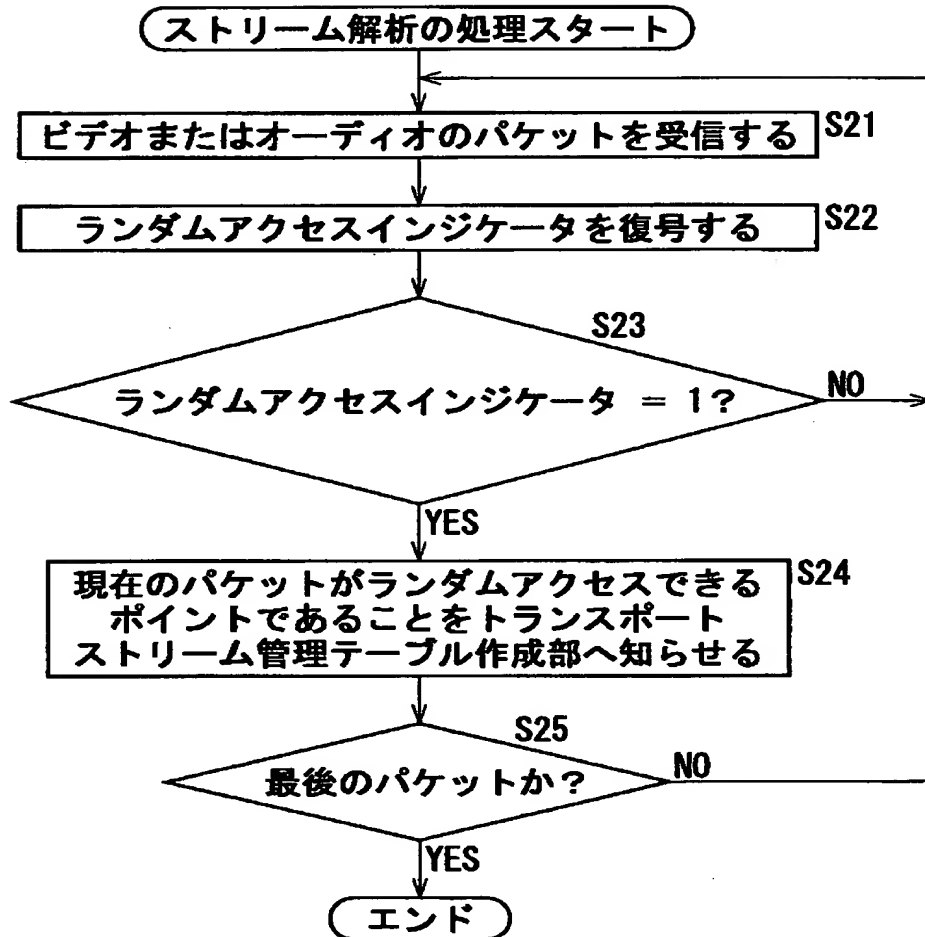 ストリーム解析の処理スタート
ビデオまたはオーディオのパケットを受信する
S21
ランダムアクセスインジケータを復号する
S22
S23
ランダムアクセスインジケータ = 1?
NO
YES
現在のパケットがランダムアクセスできる
ポイントであることをトランスポート
ストリーム管理テーブル作成部へ知らせる
S24
S25
最後のパケットか?
NO
YES
エンド